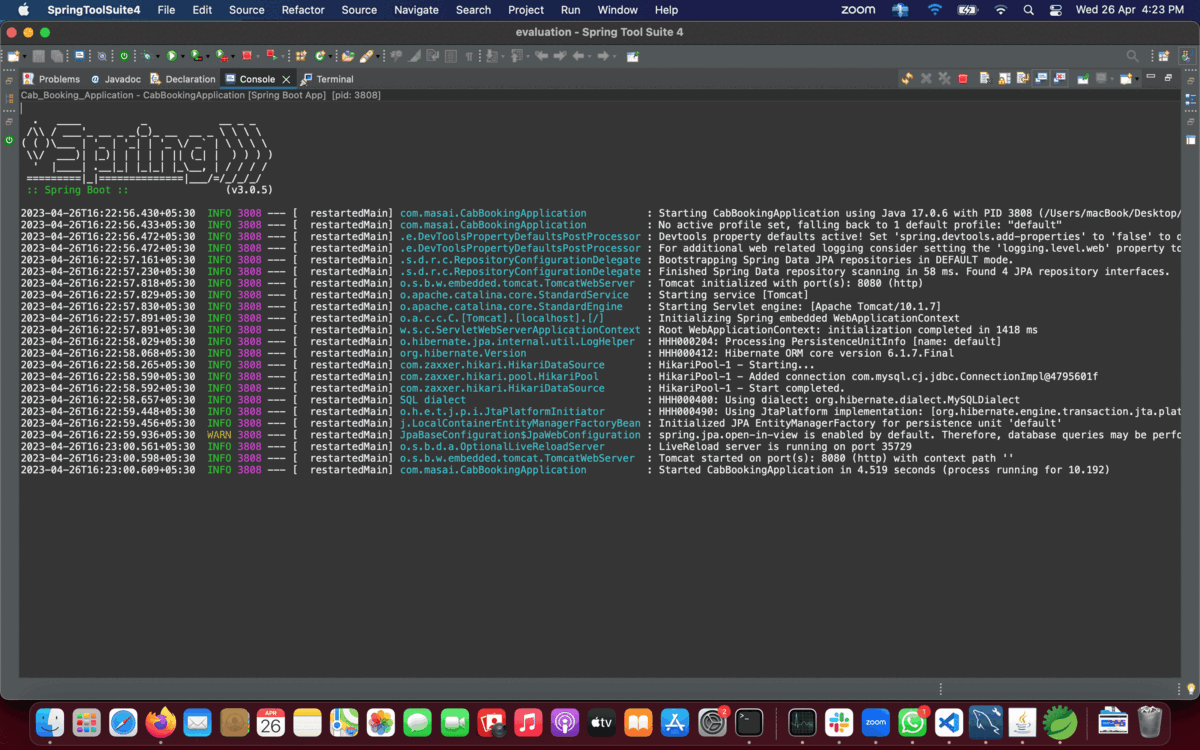 SpringToolSuite4 File Edit Source Refactor Source Navigate Search Project Run Window Help zoom Wed 26 Apr 4:23 PM
evaluation - Spring Tool Suite 4
Problems Javadoc Declaration Console Terminal
Cab_Booking_Application - CabBookingApplication [Spring Boot App] [pid: 3808]
Spring
:: Spring Boot :: (v3.0.5)
2023-04-26T16:22:56.430+05:30 INFO 3808 --- [ restartedMain] com.masai.CabBookingApplication : Starting CabBookingApplication using Java 17.0.6 with PID 3808 (/Users/macBook/Desktop/
2023-04-26T16:22:56.433+05:30 INFO 3808 --- [ restartedMain] com.masai.CabBookingApplication : No active profile set, falling back to 1 default profile: "default"
2023-04-26T16:22:56.472+05:30 INFO 3808 --- [ restartedMain] .e.DevToolsPropertyDefaultsPostProcessor : Devtools property defaults active! Set 'spring.devtools.add-properties' to 'false' to d
2023-04-26T16:22:56.472+05:30 INFO 3808 --- [ restartedMain] .e.DevToolsPropertyDefaultsPostProcessor : For additional web related logging consider setting the 'logging.level.web' property to
2023-04-26T16:22:57.161+05:30 INFO 3808 --- [ restartedMain] .s.d.r.c.RepositoryConfigurationDelegate : Bootstrapping Spring Data JPA repositories in DEFAULT mode.
2023-04-26T16:22:57.230+05:30 INFO 3808 --- [ restartedMain] .s.d.r.c.RepositoryConfigurationDelegate : Finished Spring Data repository scanning in 58 ms. Found 4 JPA repository interfaces.
2023-04-26T16:22:57.818+05:30 INFO 3808 --- [ restartedMain] o.s.b.w.embedded.tomcat.TomcatWebServer : Tomcat initialized with port(s): 8080 (http)
2023-04-26T16:22:57.829+05:30 INFO 3808 --- [ restartedMain] o.apache.catalina.core.StandardService : Starting service [Tomcat]
2023-04-26T16:22:57.830+05:30 INFO 3808 --- [ restartedMain] o.apache.catalina.core.StandardEngine : Starting Servlet engine: [Apache Tomcat/10.1.7]
2023-04-26T16:22:57.891+05:30 INFO 3808 --- [ restartedMain] o.a.c.c.C.[Tomcat].[localhost].[/] : Initializing Spring embedded WebApplicationContext
2023-04-26T16:22:57.891+05:30 INFO 3808 --- [ restartedMain] w.s.c.ServletWebServerApplicationContext : Root WebApplicationContext: initialization completed in 1418 ms
2023-04-26T16:22:58.029+05:30 INFO 3808 --- [ restartedMain] o.hibernate.jpa.internal.util.LogHelper : HHH000204: Processing PersistenceUnitInfo [name: default]
2023-04-26T16:22:58.068+05:30 INFO 3808 --- [ restartedMain] org.hibernate.Version : HHH000412: Hibernate ORM core version 6.1.7.Final
2023-04-26T16:22:58.265+05:30 INFO 3808 --- [ restartedMain] com.zaxxer.hikari.HikariDataSource : HikariPool-1 - Starting...
2023-04-26T16:22:58.590+05:30 INFO 3808 --- [ restartedMain] com.zaxxer.hikari.pool.HikariPool : HikariPool-1 - Added connection com.mysql.cj.jdbc.ConnectionImpl@4795601f
2023-04-26T16:22:58.592+05:30 INFO 3808 --- [ restartedMain] com.zaxxer.hikari.HikariDataSource : HikariPool-1 - Start completed.
2023-04-26T16:22:58.657+05:30 INFO 3808 --- [ restartedMain] SQL dialect : HHH000400: Using dialect: org.hibernate.dialect.MySQLDialect
2023-04-26T16:22:59.448+05:30 INFO 3808 --- [ restartedMain] o.h.e.t.j.p.i.JtaPlatformInitiator : HHH000490: Using JtaPlatform implementation: [org.hibernate.engine.transaction.jta.plat
2023-04-26T16:22:59.456+05:30 INFO 3808 --- [ restartedMain] j.LocalContainerEntityManagerFactoryBean : Initialized JPA EntityManagerFactory for persistence unit 'default'
2023-04-26T16:22:59.936+05:30 WARN 3808 --- [ restartedMain] JpaBaseConfiguration$JpaWebConfiguration : spring.jpa.open-in-view is enabled by default. Therefore, database queries may be perfo
2023-04-26T16:23:00.561+05:30 INFO 3808 --- [ restartedMain] o.s.b.d.a.OptionalLiveReloadServer : LiveReload server is running on port 35729
2023-04-26T16:23:00.598+05:30 INFO 3808 --- [ restartedMain] o.s.b.w.embedded.tomcat.TomcatWebServer : Tomcat started on port(s): 8080 (http) with context path ''
2023-04-26T16:23:00.609+05:30 INFO 3808 --- [ restartedMain] com.masai.CabBookingApplication : Started CabBookingApplication in 4.519 seconds (process running for 10.192)
APR
26
tv
2
zoom
1